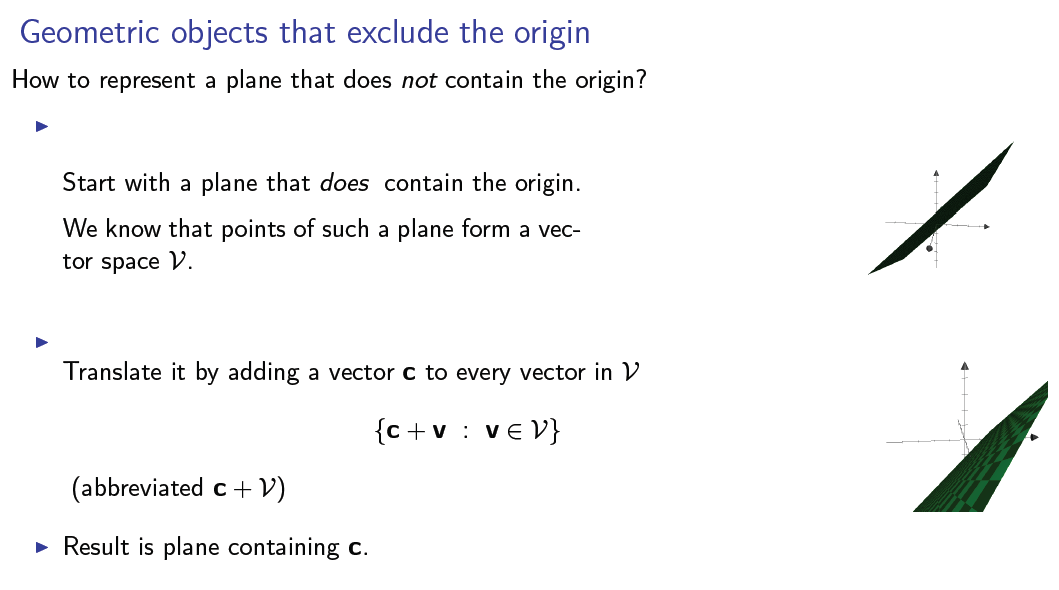 Geometric objects that exclude the origin
How to represent a plane that does not contain the origin?
Start with a plane that does contain the origin.
We know that points of such a plane form a vec-
tor space 𝒱.
Translate it by adding a vector c to every vector in 𝒱
{c + v : v ∈ 𝒱}
(abbreviated c + 𝒱)
Result is plane containing c.